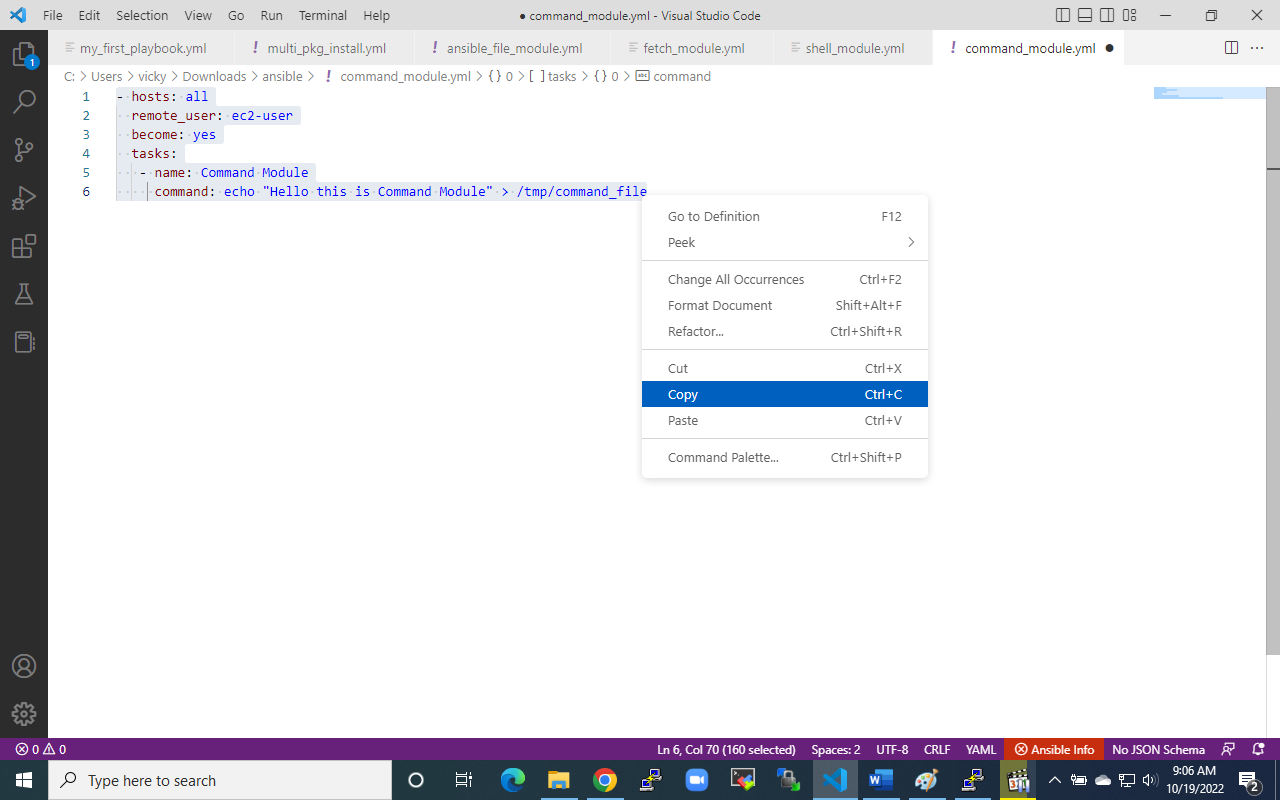 File Edit Selection View Go Run Terminal Help
● command_module.yml - Visual Studio Code
my_first_playbook.yml ! multi_pkg_install.yml ! ansible_file_module.yml fetch_module.yml shell_module.yml ! command_module.yml ●
1
C: > Users > vicky > Downloads > ansible > ! command_module.yml > {} 0 > [ ] tasks > {} 0 > command
1 - hosts: all
2 remote_user: ec2-user
3 become: yes
4 tasks:
5 - name: Command Module
6 command: echo "Hello this is Command Module" > /tmp/command_file
Go to Definition F12
Peek
Change All Occurrences Ctrl+F2
Format Document Shift+Alt+F
Refactor... Ctrl+Shift+R
Cut Ctrl+X
Copy Ctrl+C
Paste Ctrl+V
Command Palette... Ctrl+Shift+P
0 0 Ln 6, Col 70 (160 selected) Spaces: 2 UTF-8 CRLF YAML Ansible Info No JSON Schema
Type here to search
9:06 AM
10/19/2022
2